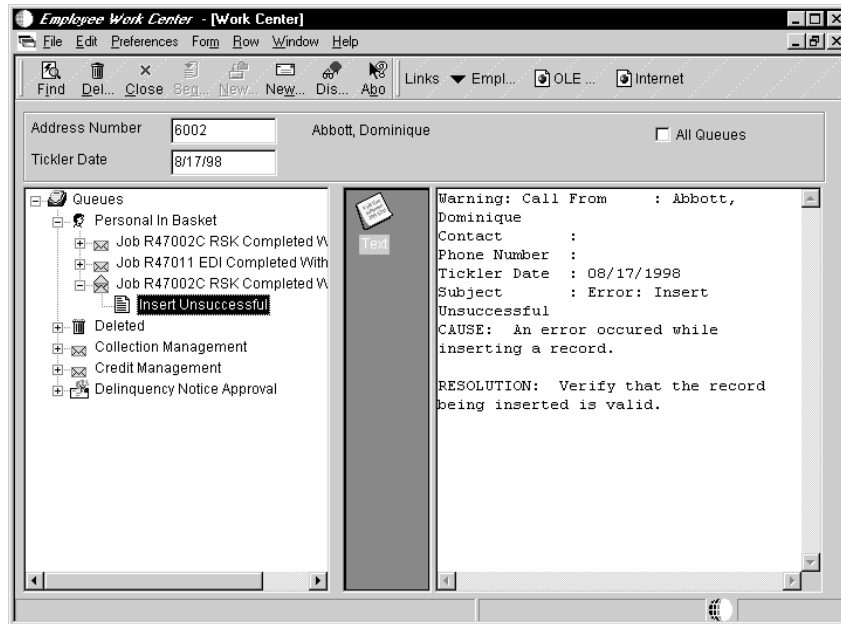 Employee Work Center - [Work Center]
File Edit Preferences Form Row Window Help
Find Del... Close Seq... New... New... Dis... Abo Links Empl... OLE ... Internet
Address Number 6002 Abbott, Dominique All Queues
Tickler Date 8/17/98
Queues
Personal In Basket
Job R47002C RSK Completed W
Job R47011 EDI Completed With
Job R47002C RSK Completed W
Insert Unsuccessful
Deleted
Collection Management
Credit Management
Delinquency Notice Approval
Text
Warning: Call From : Abbott,
Dominique
Contact :
Phone Number :
Tickler Date : 08/17/1998
Subject : Error: Insert
Unsuccessful
CAUSE: An error occured while
inserting a record.
RESOLUTION: Verify that the record
being inserted is valid.